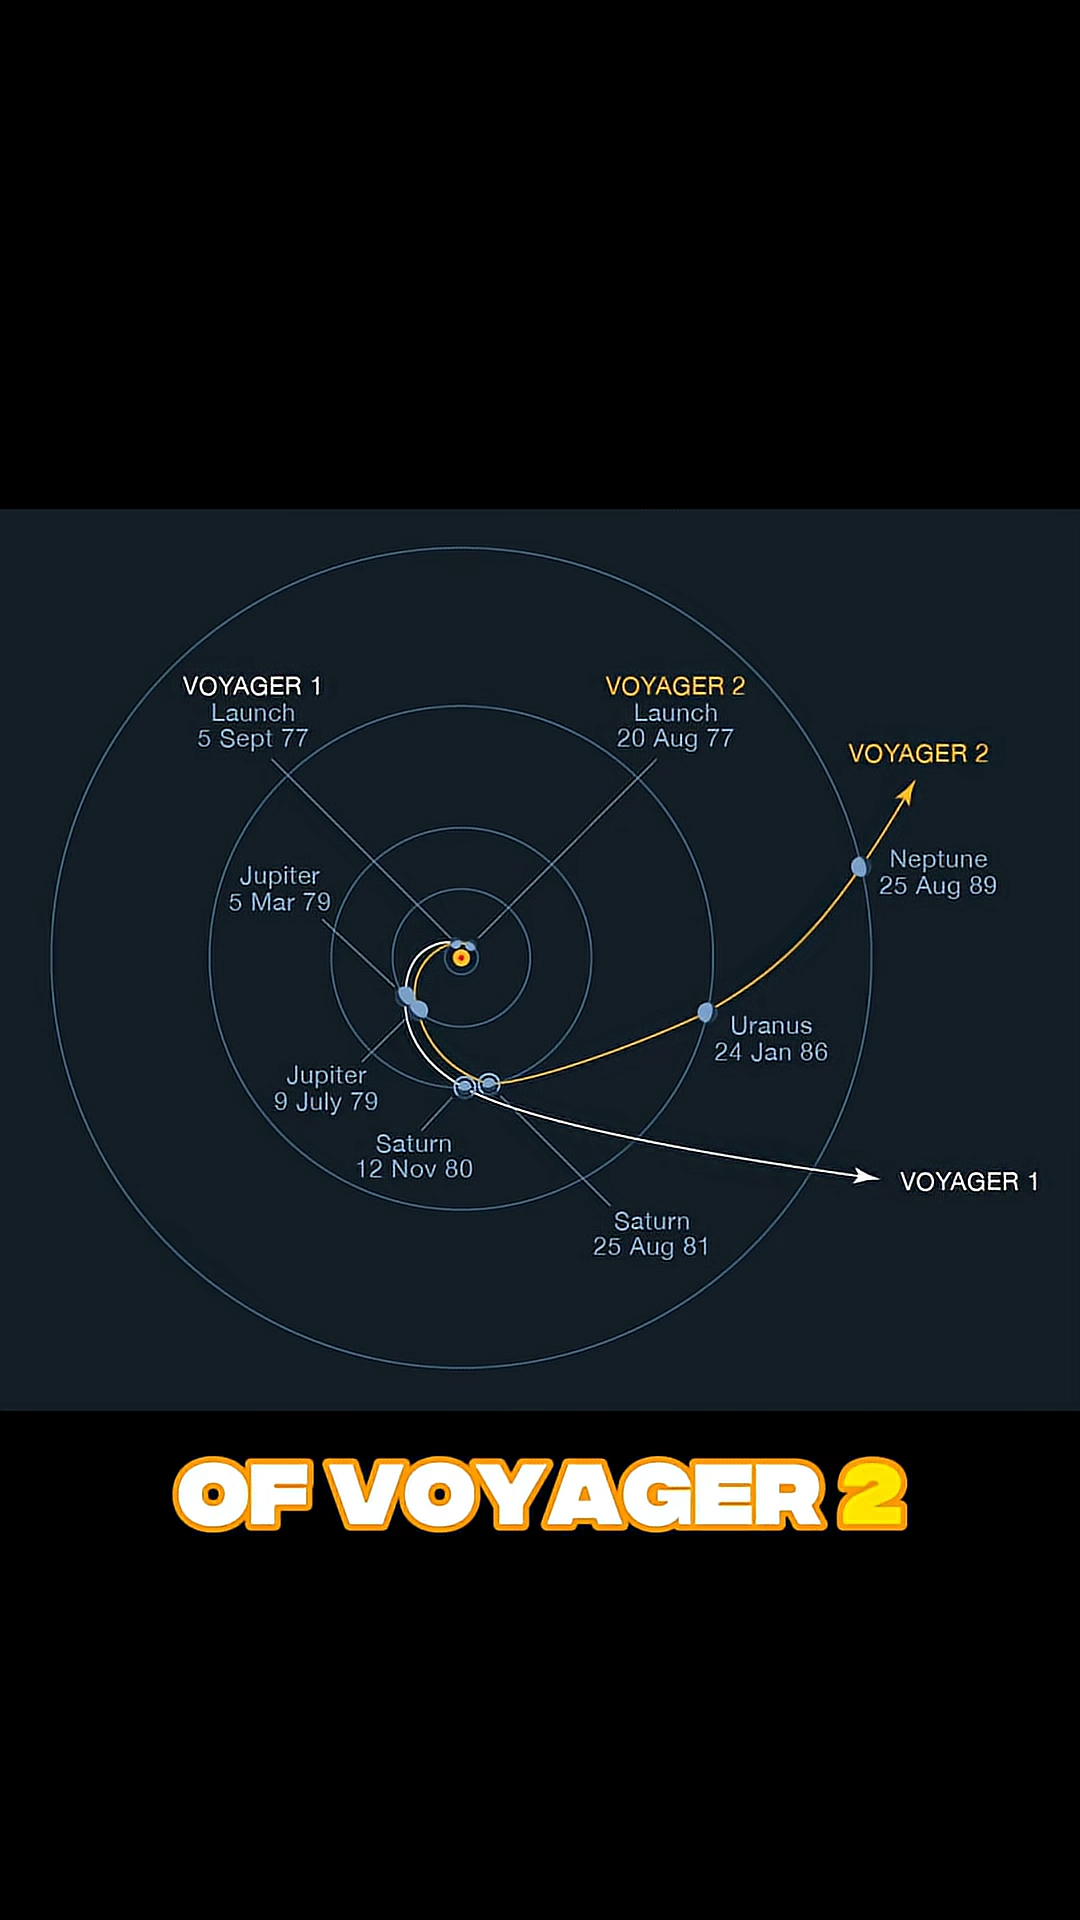 VOYAGER 1
Launch
5 Sept 77
VOYAGER 2
Launch
20 Aug 77
VOYAGER 2
Jupiter
5 Mar 79
Neptune
25 Aug 89
Uranus
24 Jan 86
Jupiter
9 July 79
Saturn
12 Nov 80
VOYAGER 1
Saturn
25 Aug 81
OF VOYAGER 2